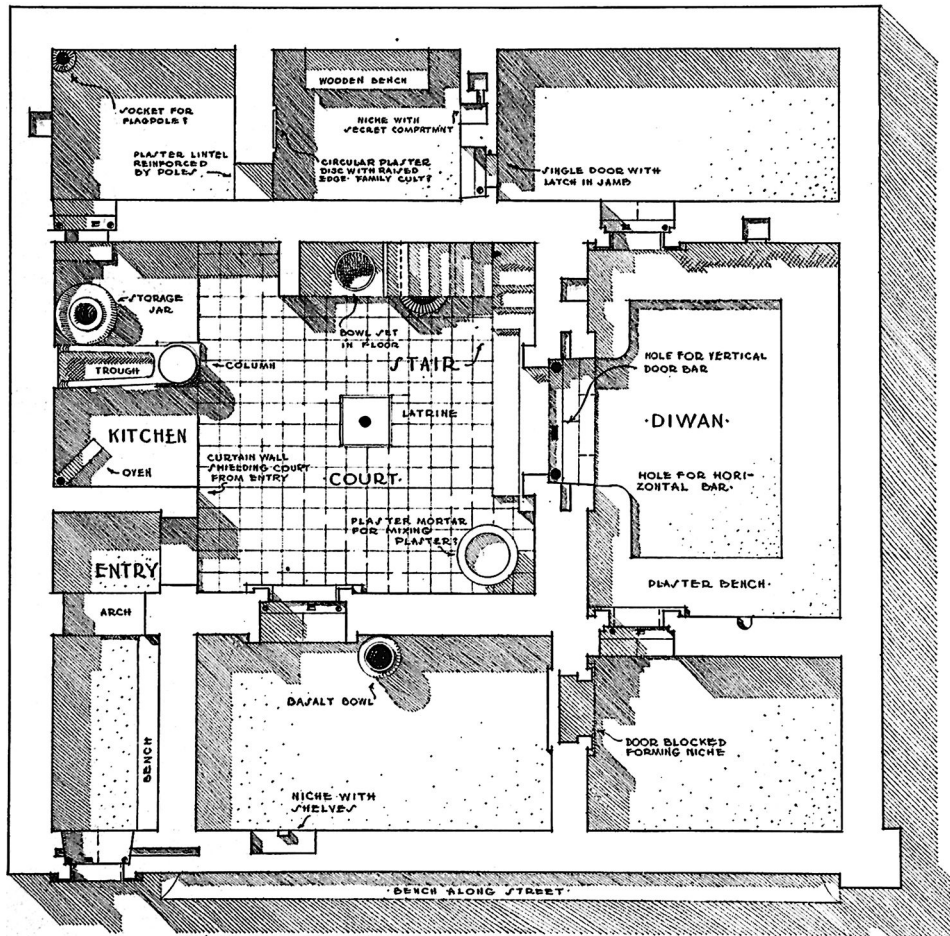 WOODEN BENCH
SOCKET FOR
FLAGPOLE?
NICHE WITH
SECRET COMPRTMNT
PLASTER LINTEL
REINFORCED
BY POLES
CIRCULAR PLASTER
DISC WITH RAISED
EDGE. FAMILY CULT?
SINGLE DOOR WITH
LATCH IN JAMB
STORAGE
JAR
BOWL SET
IN FLOOR
STAIR
TROUGH
COLUMN
HOLE FOR VERTICAL
DOOR BAR
LATRINE
·DIWAN·
KITCHEN
OVEN
CURTAIN WALL
SHIELDING COURT
FROM ENTRY
·COURT·
HOLE FOR HORI-
ZONTAL BAR·
PLASTER MORTAR
FOR MIXING
PLASTER?
ENTRY
PLASTER BENCH·
ARCH
BASALT BOWL
BENCH
DOOR BLOCKED
FORMING NICHE
NICHE WITH
SHELVES
·BENCH ALONG STREET·